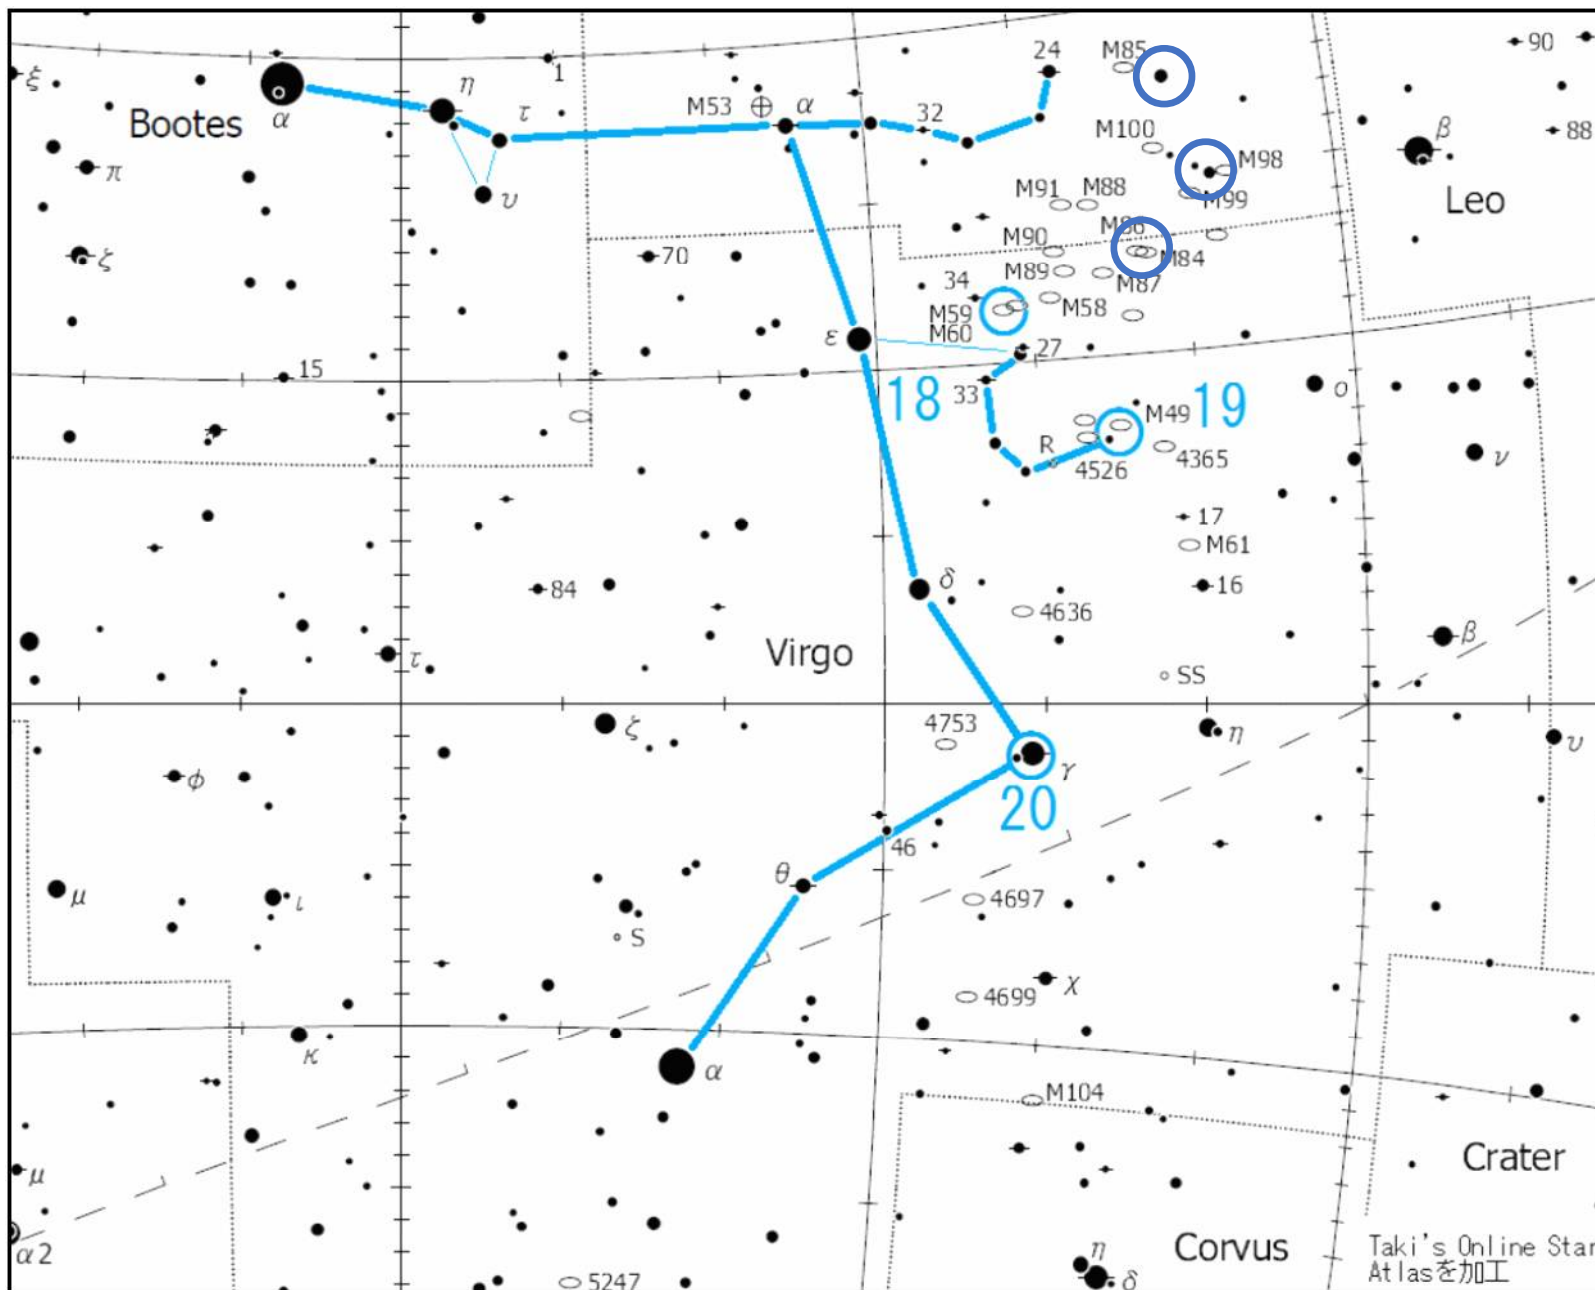 24
M85
90
ξ
1
η
Bootes
α
τ
M53
α
32
M100
β
88
π
M98
υ
M91
M88
M99
Leo
ζ
70
M90
M86
M84
34
M89
M87
M59
M58
M60
ε
27
15
18
33
19
ο
M49
R
4526
4365
ν
17
M61
84
δ
16
4636
β
Virgo
τ
SS
4753
ζ
η
υ
γ
φ
20
46
θ
μ
ι
4697
S
χ
4699
κ
α
M104
μ
Crater
α2
Corvus
η
δ
5247
Taki's Online Star
Atlasを加工